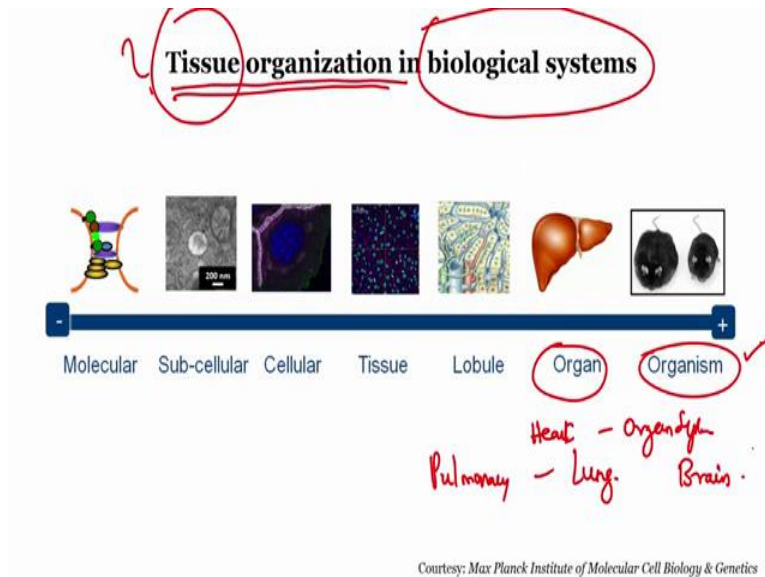 Tissue organization in biological systems
200 nm
- +
Molecular Sub-cellular Cellular Tissue Lobule Organ Organism
Heart –
Pulmonary – Lung. Brain.
Courtesy: Max Planck Institute of Molecular Cell Biology & Genetics